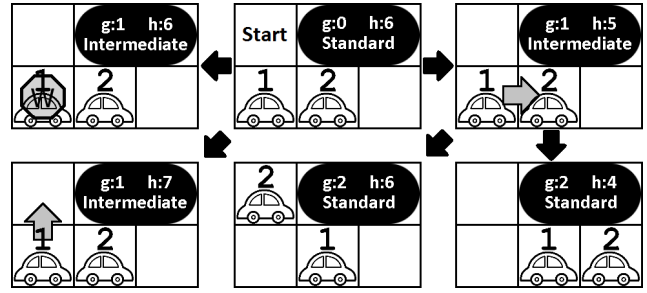 g:1 h:6
Intermediate
1 2
W
Start
g:0 h:6
Standard
1 2
g:1 h:5
Intermediate
1 2
g:1 h:7
Intermediate
1 2
2
g:2 h:6
Standard
1
g:2 h:4
Standard
1 2